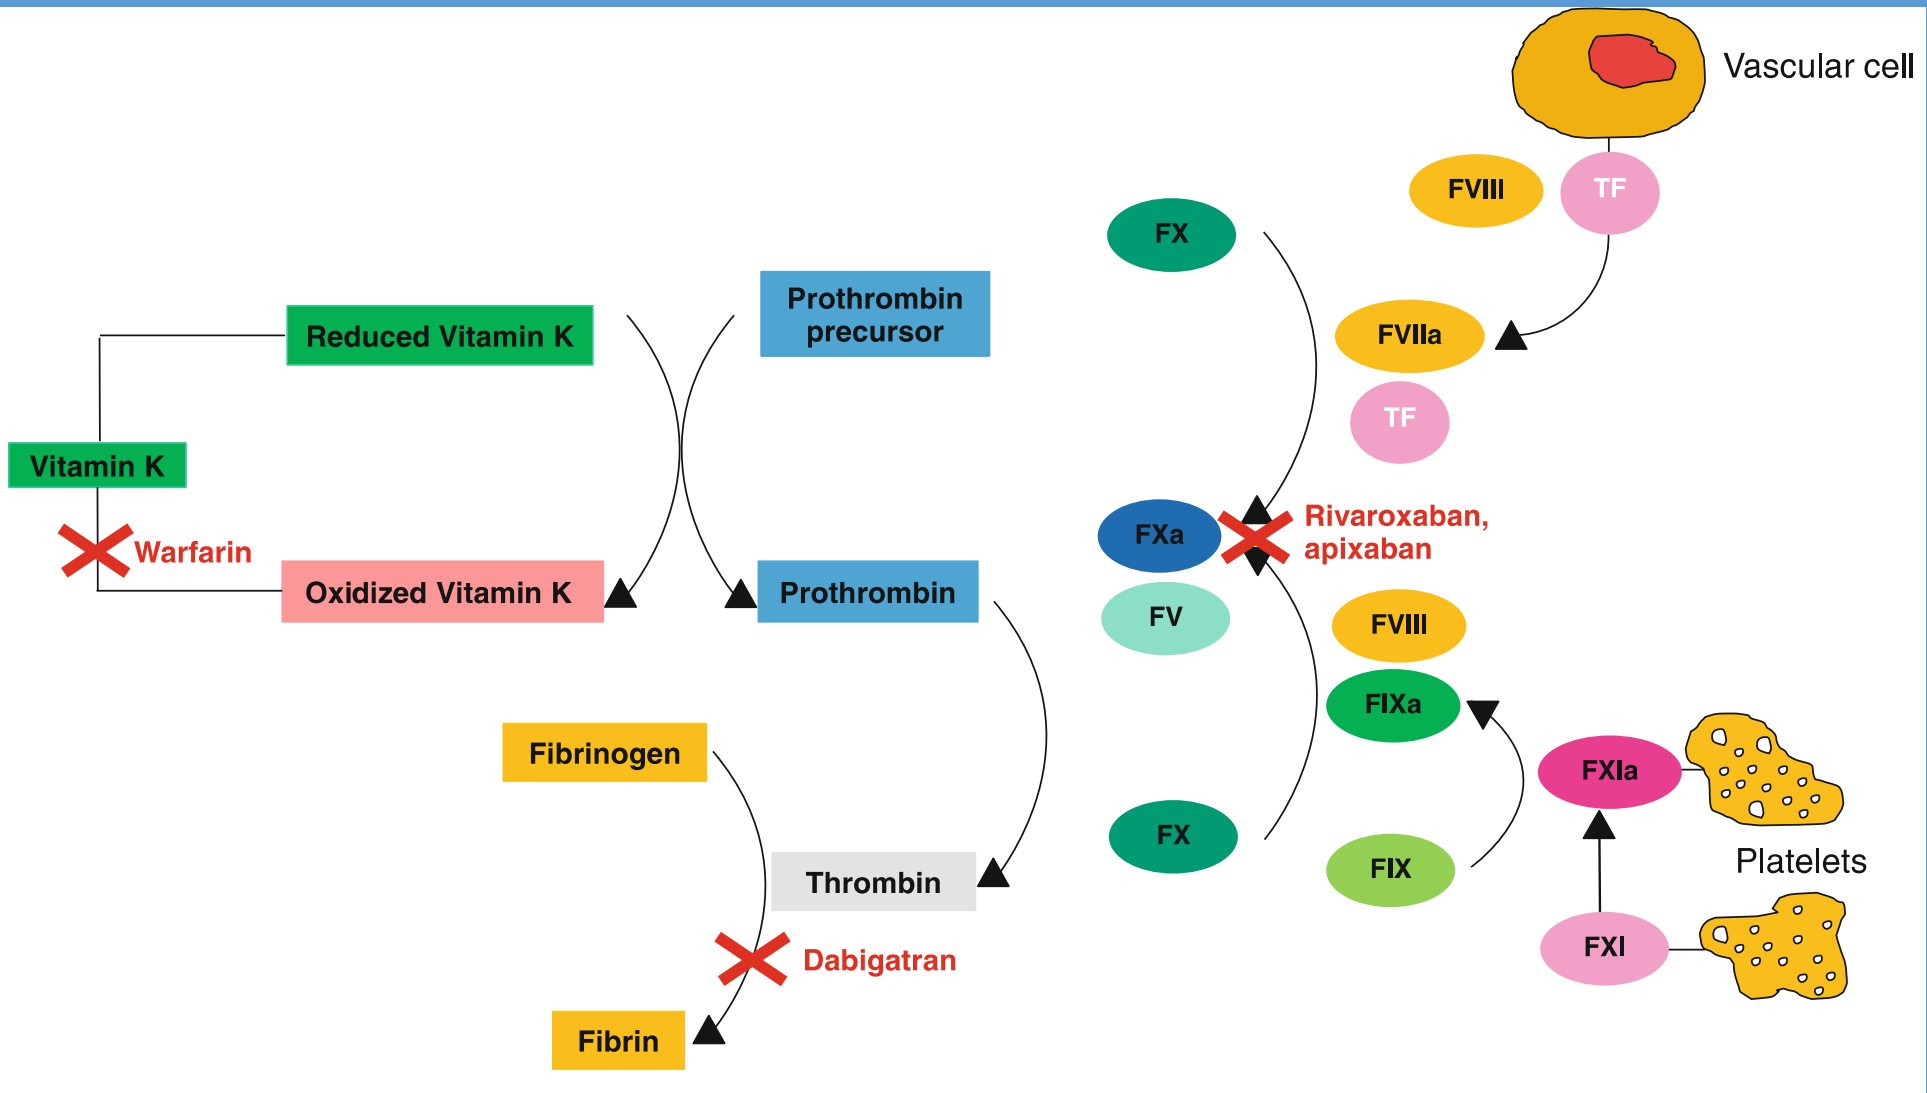 Vascular cell
FVIII
TF
FX
Prothrombin
precursor
Reduced Vitamin K
FVIIa
TF
Vitamin K
Warfarin
Oxidized Vitamin K
Prothrombin
FXa
Rivaroxaban,
apixaban
FV
FVIII
FIXa
Fibrinogen
FXIa
Thrombin
FX
FIX
Platelets
Dabigatran
FXI
Fibrin